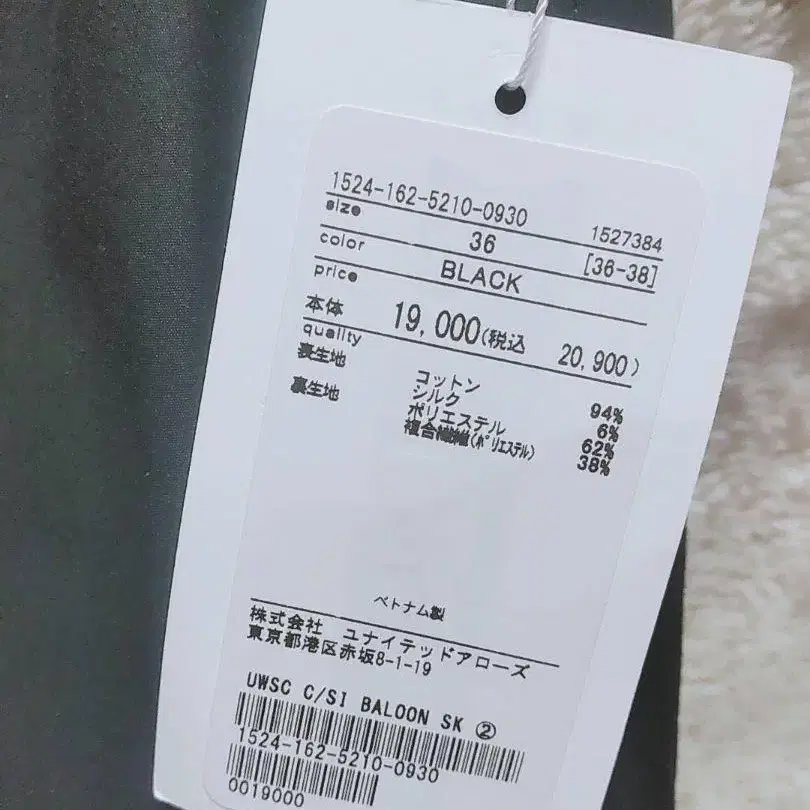 1524-162-5210-0930 1527384
size 36 [36-38]
color BLACK
price
本体 19,000(税込 20,900)
quality
表生地 コットン 94%
シルク 6%
裏生地 ポリエステル 62%
複合繊維(ポリエステル) 38%
ベトナム製
株式会社 ユナイテッドアローズ
東京都港区赤坂8-1-19
UWSC C/SI BALOON SK ②
1524-162-5210-0930
0019000